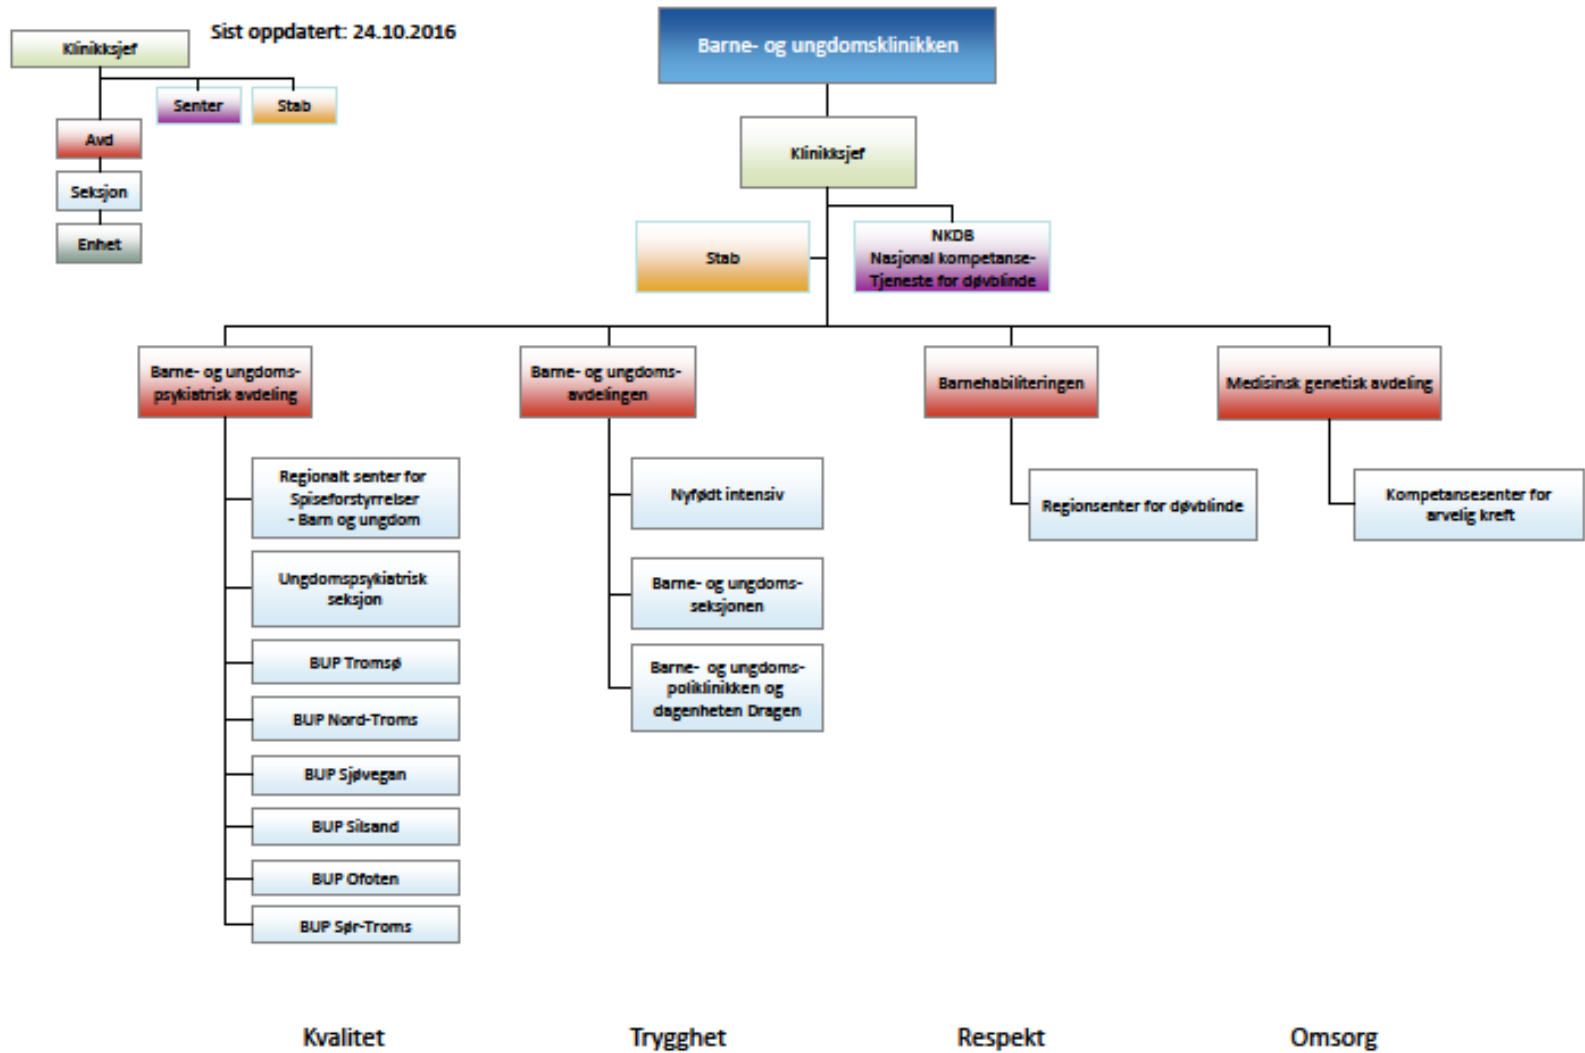 Sist oppdatert: 24.10.2016
Klinikksjef
Senter
Stab
Avd
Seksjon
Enhet
Barne- og ungdomsklinikken
Klinikksjef
Stab
NKDB
Nasjonal kompetanse-
Tjeneste for døvblinde
Barne- og ungdoms-
psykiatrisk avdeling
Barne- og ungdoms-
avdelingen
Barnehabiliteringen
Medisinsk genetisk avdeling
Regionalt senter for
Spiseforstyrrelser
- Barn og ungdom
Ungdomspsykiatrisk
seksjon
BUP Tromsø
BUP Nord-Troms
BUP Sjøvegan
BUP Silsand
BUP Ofoten
BUP Sør-Troms
Nyfødt intensiv
Barne- og ungdoms-
seksjonen
Barne- og ungdoms-
poliklinikken og
dagenheten Dragen
Regionsenter for døvblinde
Kompetansesenter for
arvelig kreft
Kvalitet
Trygghet
Respekt
Omsorg